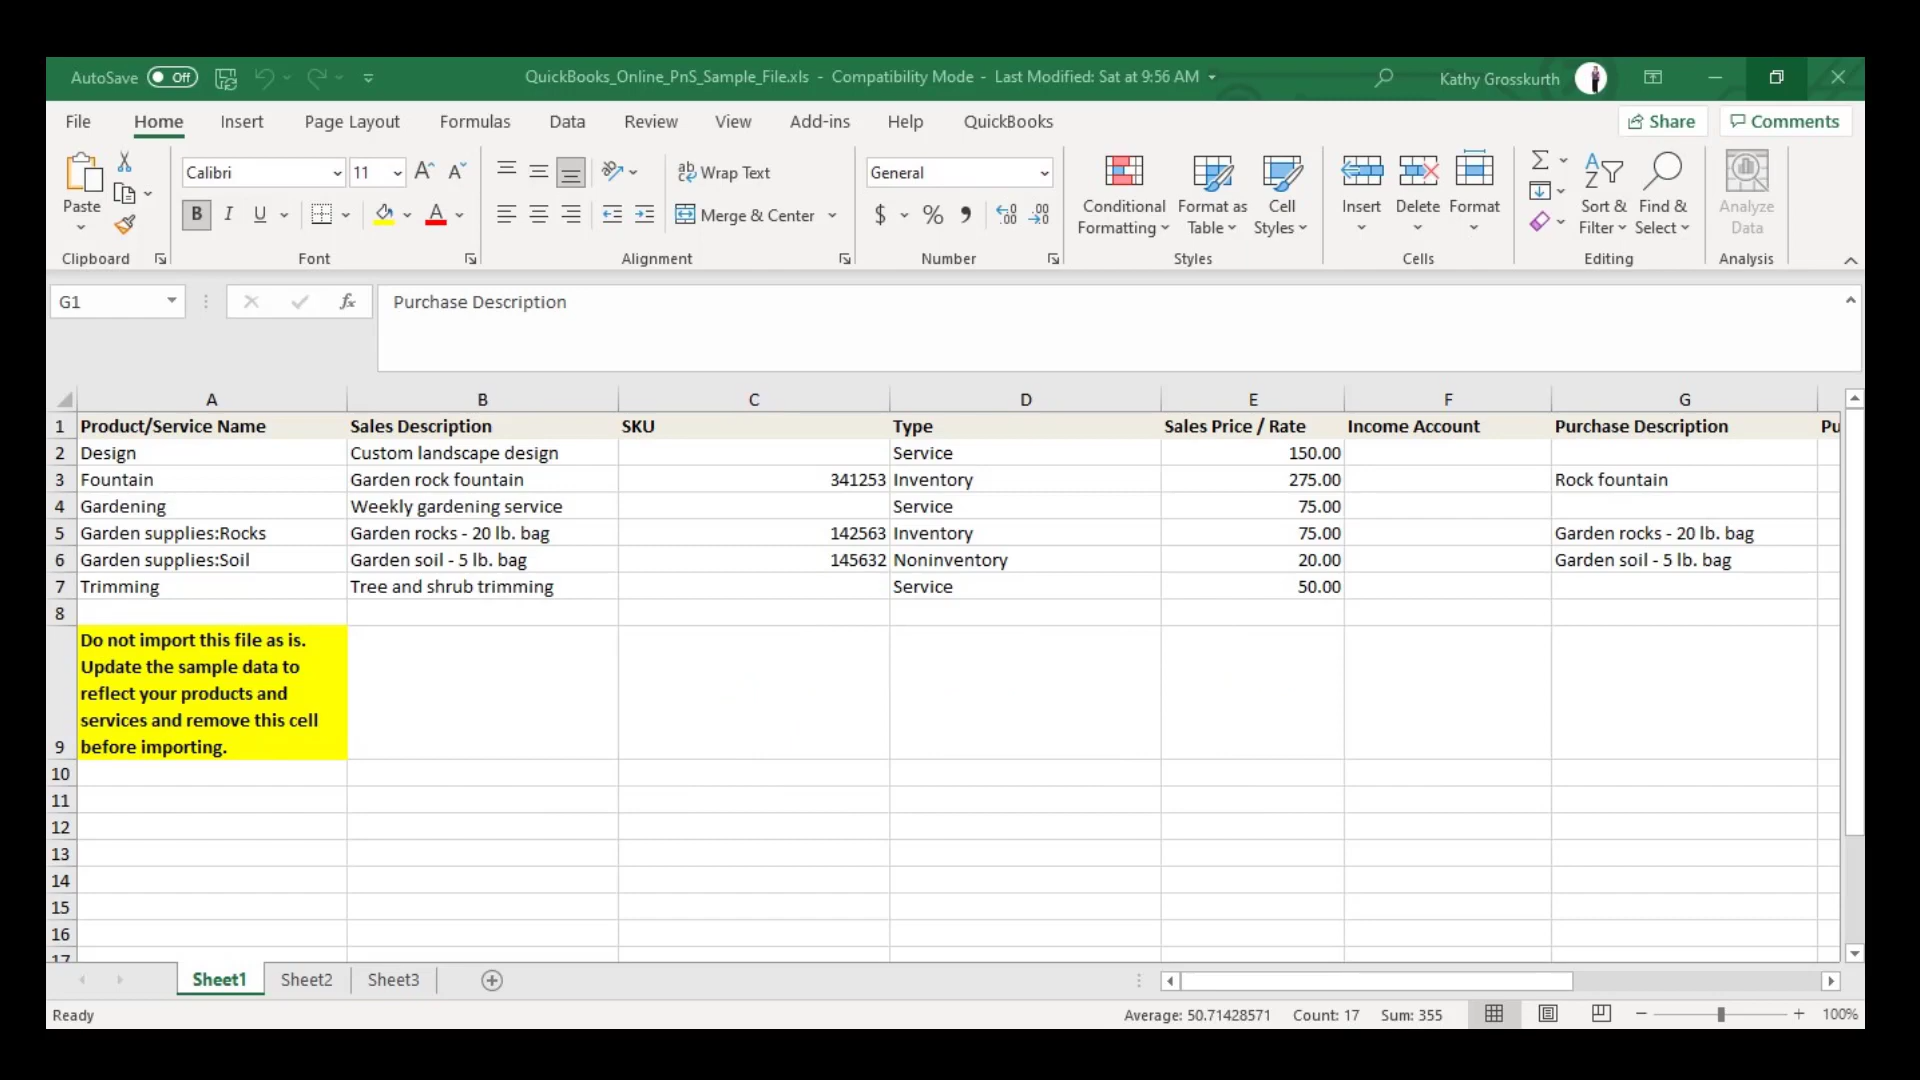 AutoSave Off QuickBooks_Online_PnS_Sample_File.xls - Compatibility Mode - Last Modified: Sat at 9:56 AM Kathy Grosskurth
File Home Insert Page Layout Formulas Data Review View Add-ins Help QuickBooks Share Comments
Calibri 11 Wrap Text General
Paste B I U A Merge & Center $ % Conditional Formatting Format as Table Cell Styles Insert Delete Format Sort & Filter Find & Select Analyze Data
Clipboard Font Alignment Number Styles Cells Editing Analysis
G1 fx Purchase Description
A B C D E F G
1 Product/Service Name Sales Description SKU Type Sales Price / Rate Income Account Purchase Description Pu
2 Design Custom landscape design Service 150.00
3 Fountain Garden rock fountain 341253 Inventory 275.00 Rock fountain
4 Gardening Weekly gardening service Service 75.00
5 Garden supplies:Rocks Garden rocks - 20 lb. bag 142563 Inventory 75.00 Garden rocks - 20 lb. bag
6 Garden supplies:Soil Garden soil - 5 lb. bag 145632 Noninventory 20.00 Garden soil - 5 lb. bag
7 Trimming Tree and shrub trimming Service 50.00
8
Do not import this file as is.
Update the sample data to
reflect your products and
services and remove this cell
9 before importing.
10
11
12
13
14
15
16
17
Sheet1 Sheet2 Sheet3
Ready Average: 50.71428571 Count: 17 Sum: 355 100%